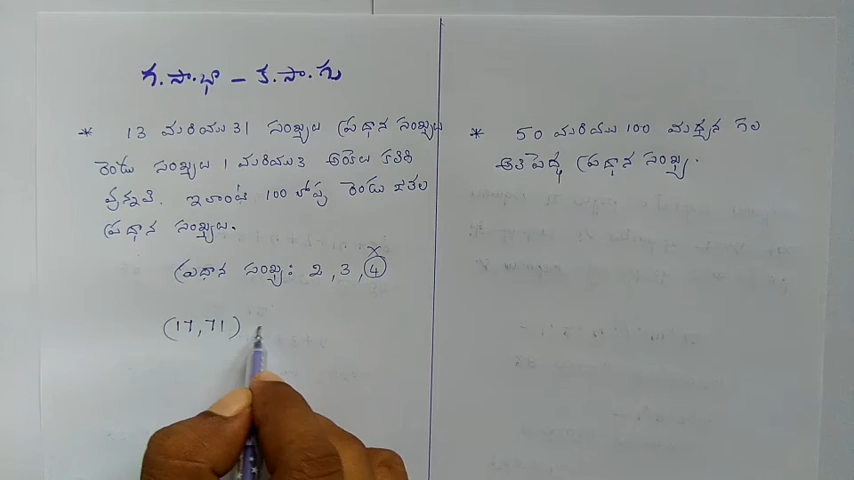 గ.సా.భా - క.సా.గు
* 13 మరియు 31 సంఖ్యలు ప్రధాన సంఖ్యలు
రెండు సంఖ్యలు 1 మరియు 3 అంకెలు కలిగి
వున్నవి. ఇలాంటి 100 లోపు రెండు జతల
ప్రధాన సంఖ్యలు.
ప్రధాన సంఖ్య: 2, 3, 4
(17, 71)
* 50 మరియు 100 మధ్యన గల
అతిపెద్ద ప్రధాన సంఖ్య.